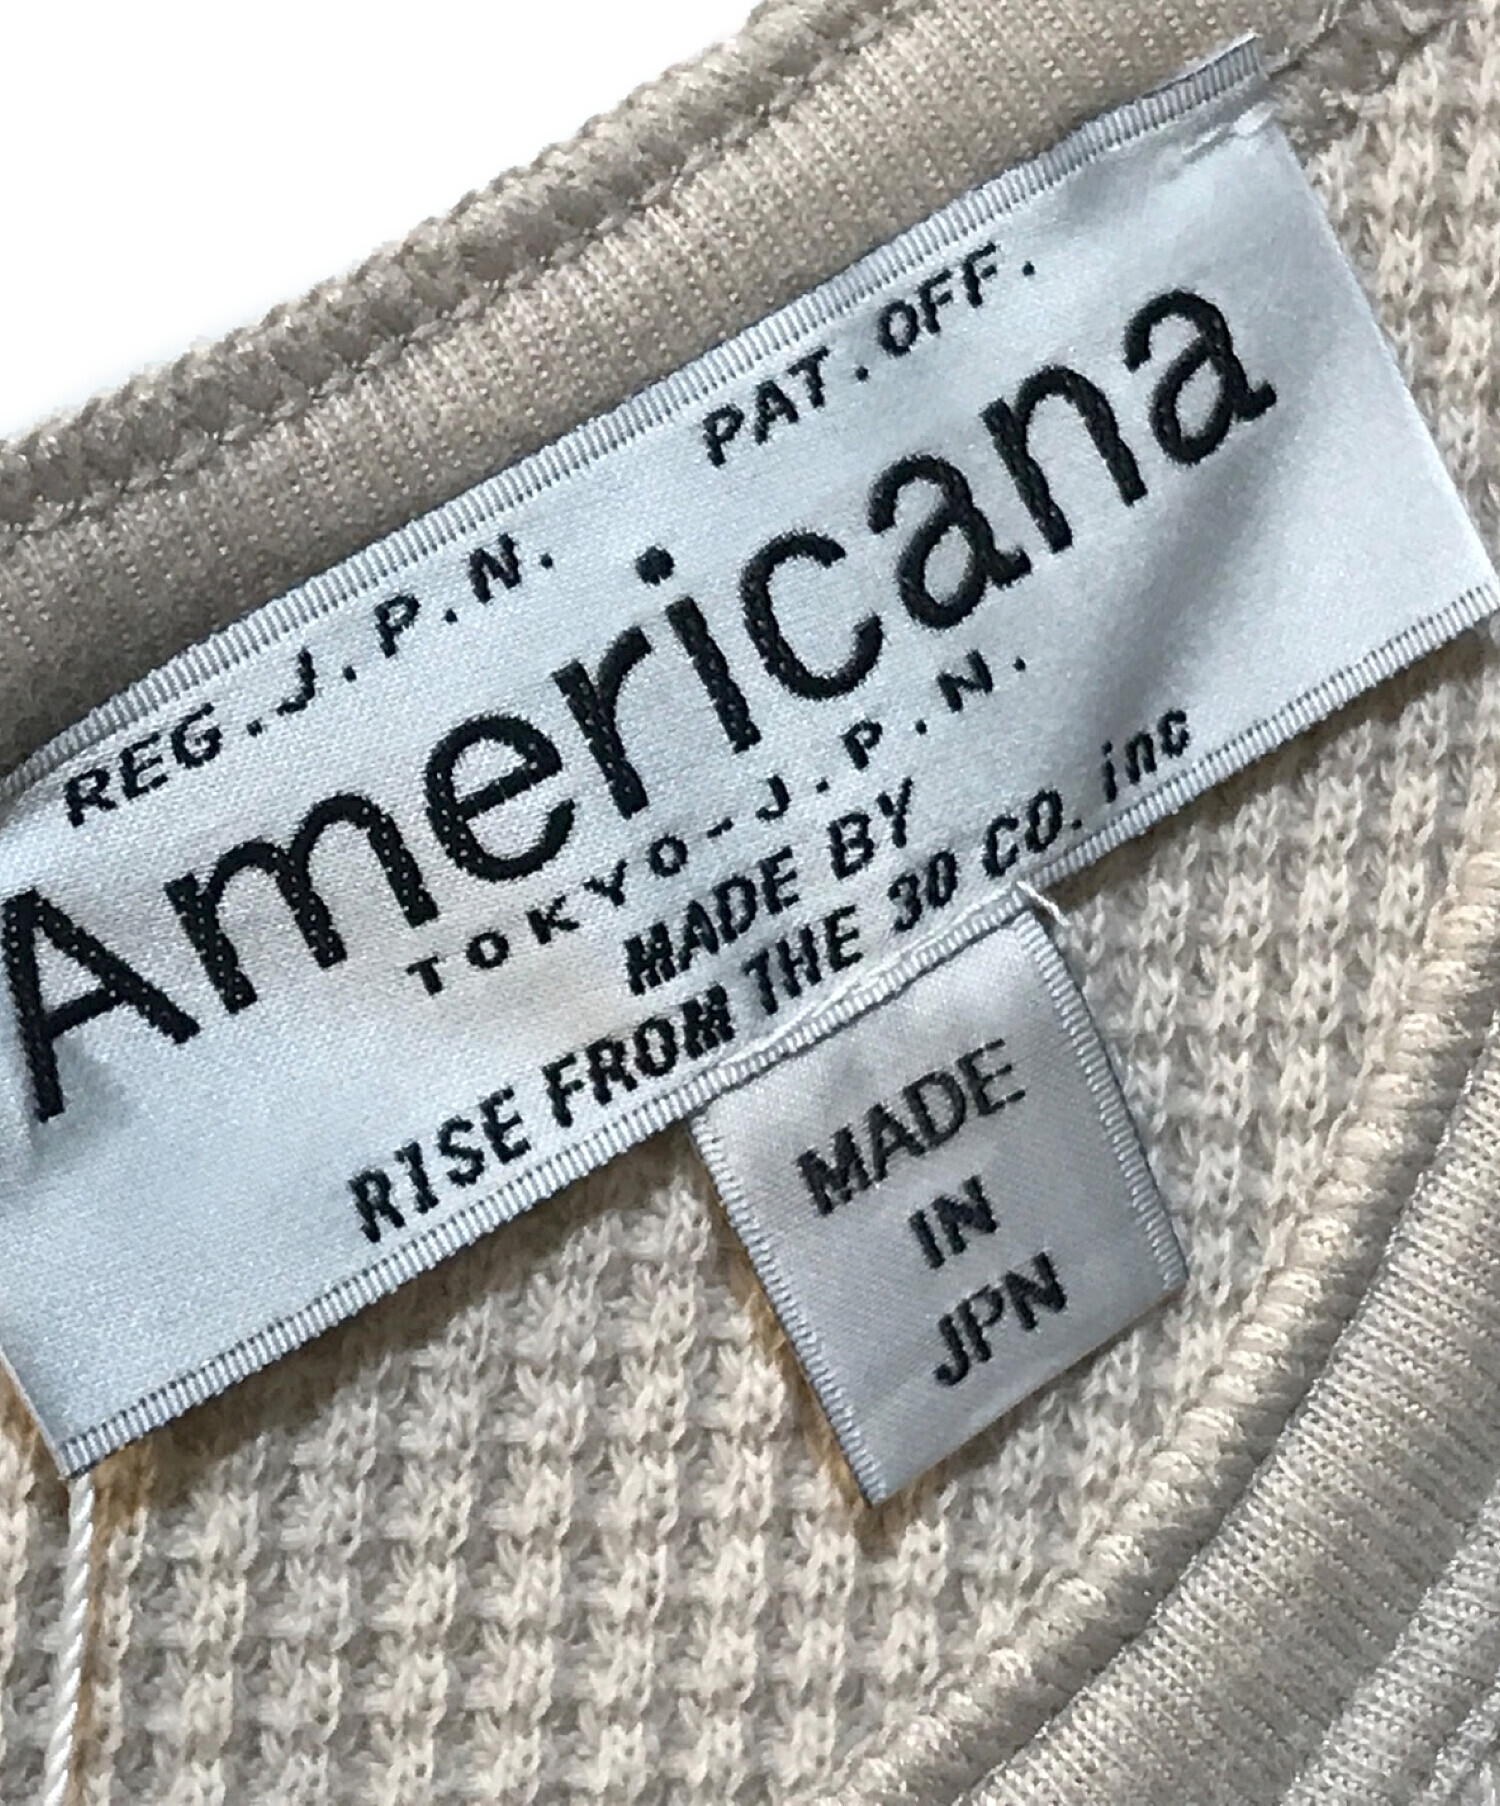 REG.J.P.N. PAT.OFF.
Americana
TOKYO-J.P.N.
MADE BY
RISE FROM THE 30 CO. inc
MADE
IN
JPN